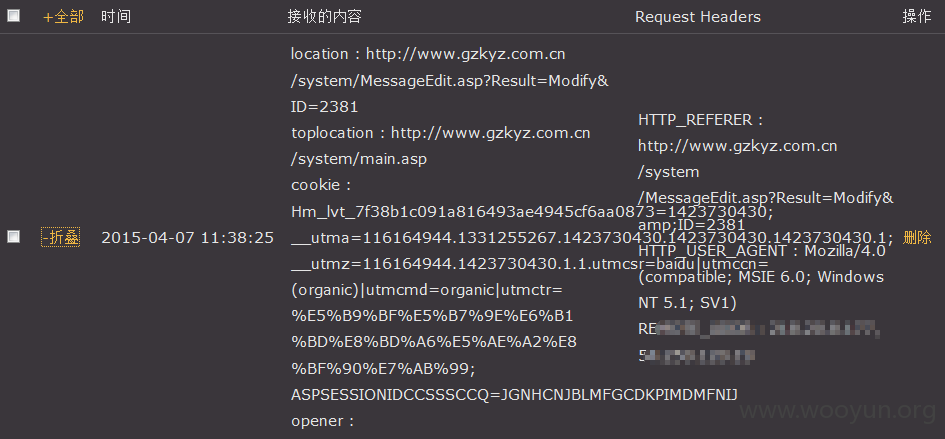 +全部 时间 接收的内容 Request Headers 操作
-折叠 2015-04-07 11:38:25
location : http://www.gzkyz.com.cn
/system/MessageEdit.asp?Result=Modify&
ID=2381
toplocation : http://www.gzkyz.com.cn
/system/main.asp
cookie :
Hm_lvt_7f38b1c091a816493ae4945cf6aa0873=1423730430;
__utma=116164944.1331255267.1423730430.1423730430.1423730430.1;
__utmz=116164944.1423730430.1.1.utmcsr=baidu|utmccn=
(organic)|utmcmd=organic|utmctr=
%E5%B9%BF%E5%B7%9E%E6%B1
%BD%E8%BD%A6%E5%AE%A2%E8
%BF%90%E7%AB%99;
ASPSESSIONIDCCSSSCCQ=JGNHCNJBLMFGCDKPIMDMFNIJ
opener :
HTTP_REFERER :
http://www.gzkyz.com.cn
/system
/MessageEdit.asp?Result=Modify&
amp;ID=2381
HTTP_USER_AGENT : Mozilla/4.0
(compatible; MSIE 6.0; Windows
NT 5.1; SV1)
删除
www.wooyun.org